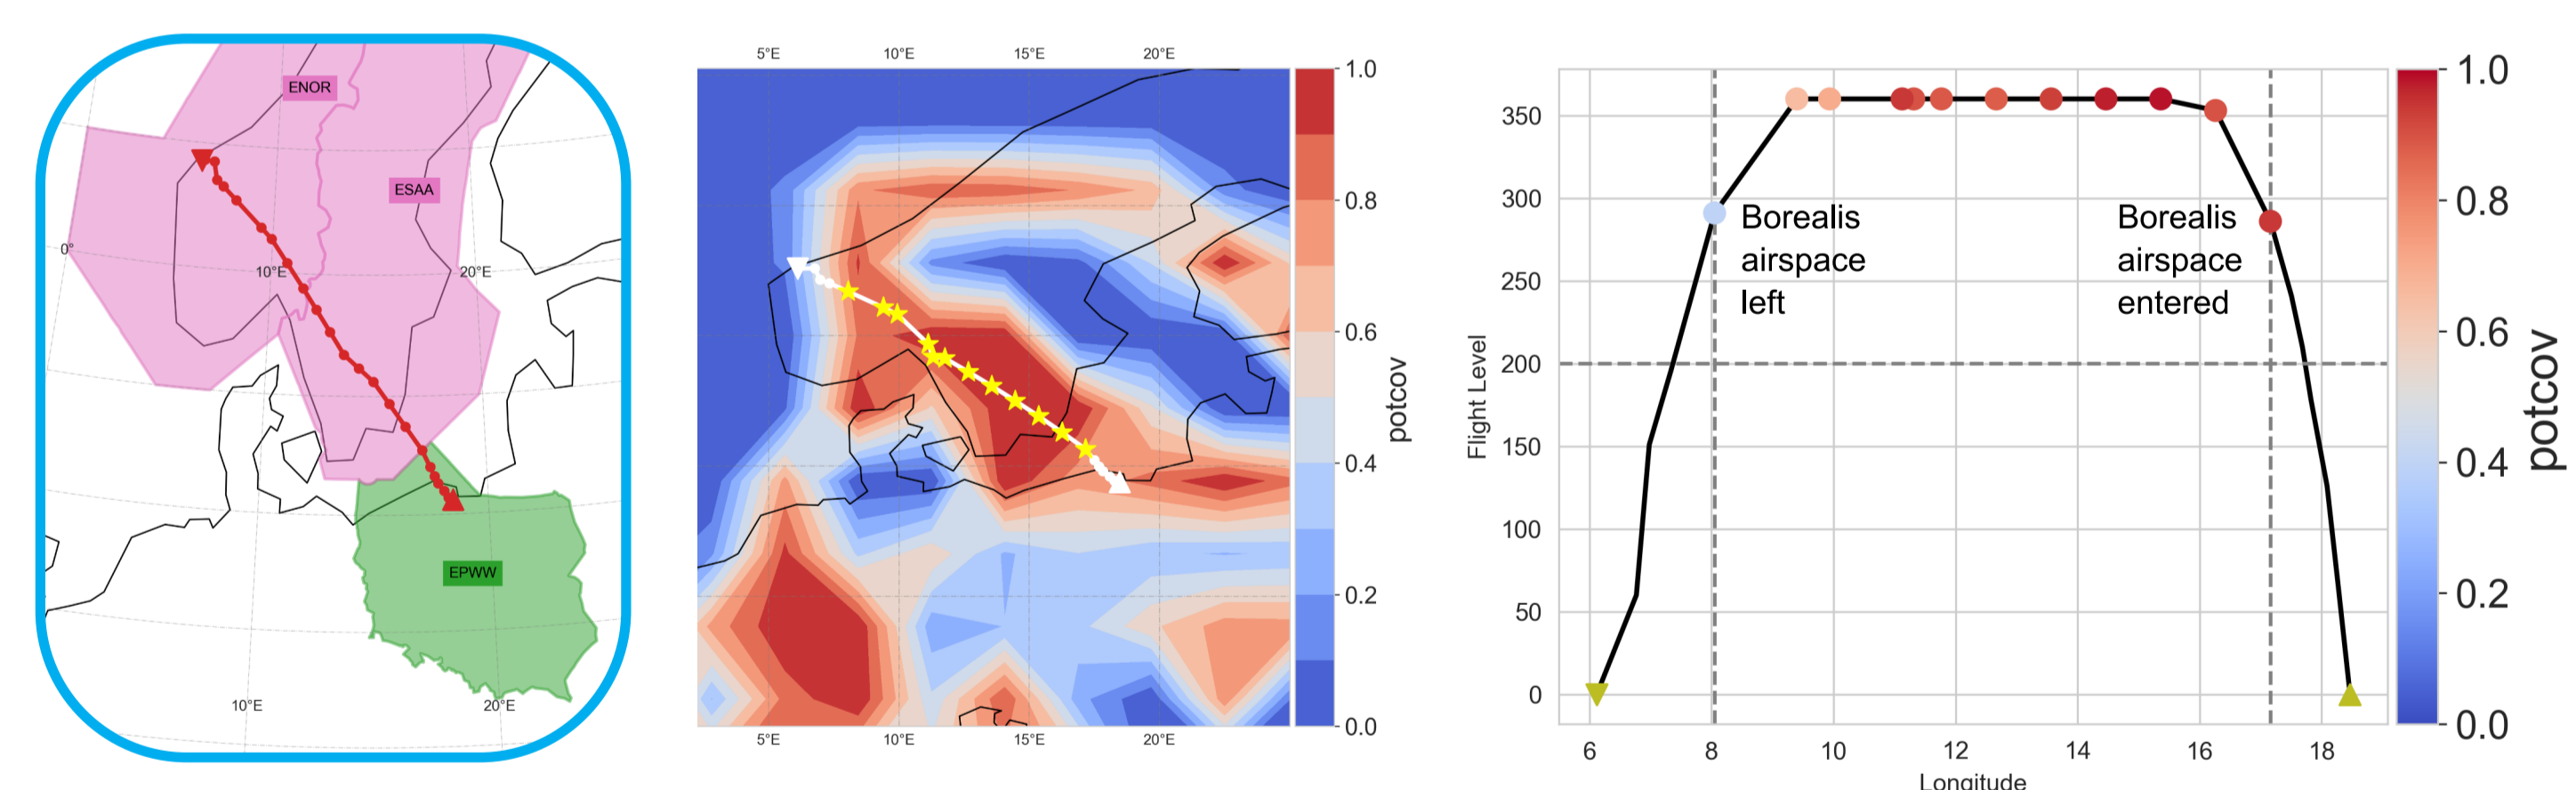 ENOR
ESAA
0°
10°E
20°E
EPWW
10°E
20°E
5°E
10°E
15°E
20°E
5°E
10°E
15°E
20°E
1.0
0.8
0.6
0.4
0.2
0.0
potcov
Flight Level
350
300
250
200
150
100
50
0
Borealis
airspace
left
Borealis
airspace
entered
6
8
10
12
14
16
18
Longitude
1.0
0.8
0.6
0.4
0.2
0.0
potcov